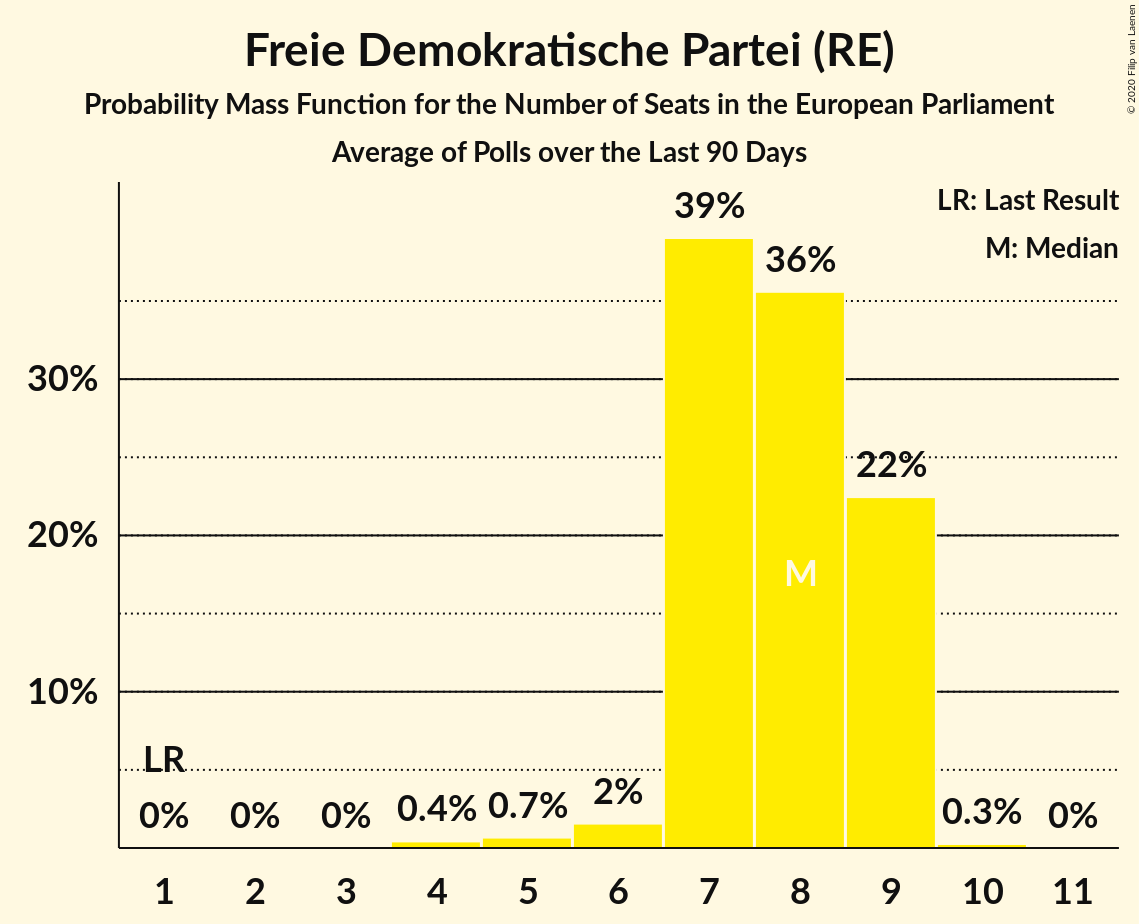 Freie Demokratische Partei (RE)
Probability Mass Function for the Number of Seats in the European Parliament
Average of Polls over the Last 90 Days
© 2020 Filip van Laenen
LR: Last Result
M: Median
39%
36%
30%
22%
20%
M
10%
LR
0% 0% 0% 0.4% 0.7% 2% 0.3% 0%
1 2 3 4 5 6 7 8 9 10 11